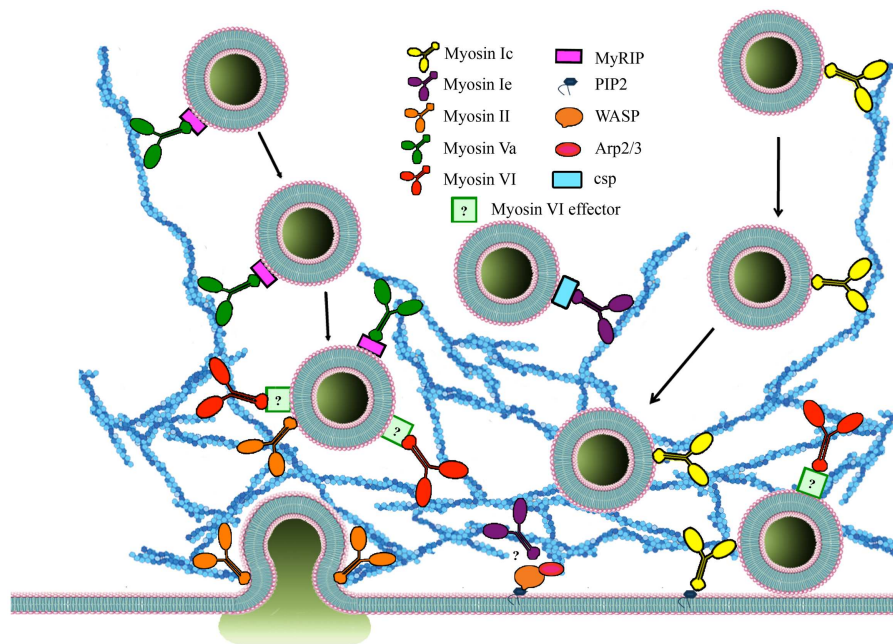 Myosin Ic
MyRIP
Myosin Ie
PIP2
Myosin II
WASP
Myosin Va
Arp2/3
Myosin VI
csp
? Myosin VI effector
?
?
?
?